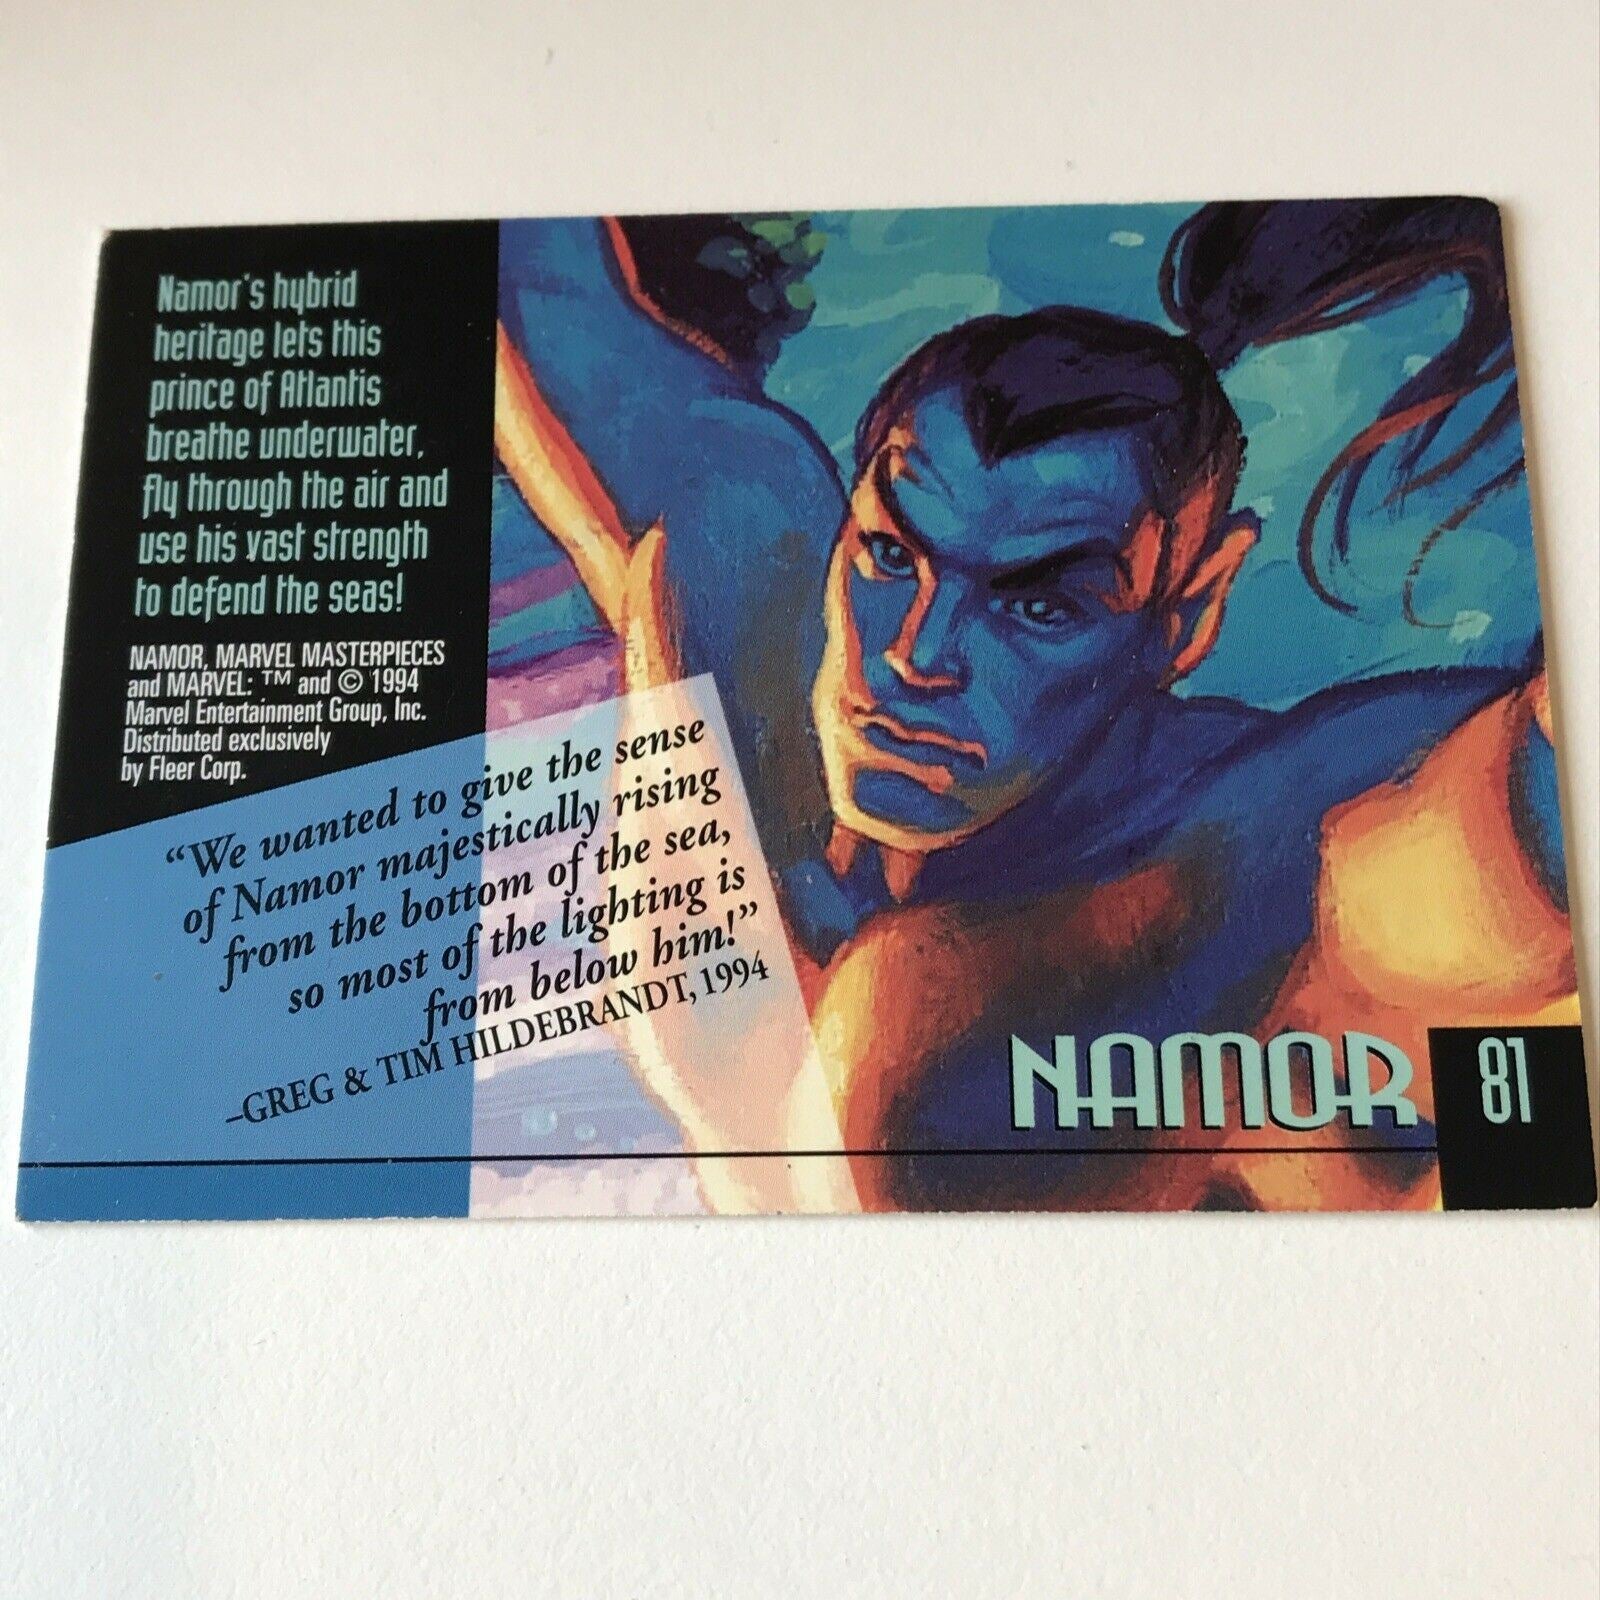 Namor's hybrid
heritage lets this
prince of Atlantis
breathe underwater,
fly through the air and
use his vast strength
to defend the seas!
NAMOR, MARVEL MASTERPIECES
and MARVEL: ™ and © 1994
Marvel Entertainment Group, Inc.
Distributed exclusively
by Fleer Corp.
“We wanted to give the sense
of Namor majestically rising
from the bottom of the sea,
so most of the lighting is
from below him!”
–GREG & TIM HILDEBRANDT, 1994
NAMOR
81